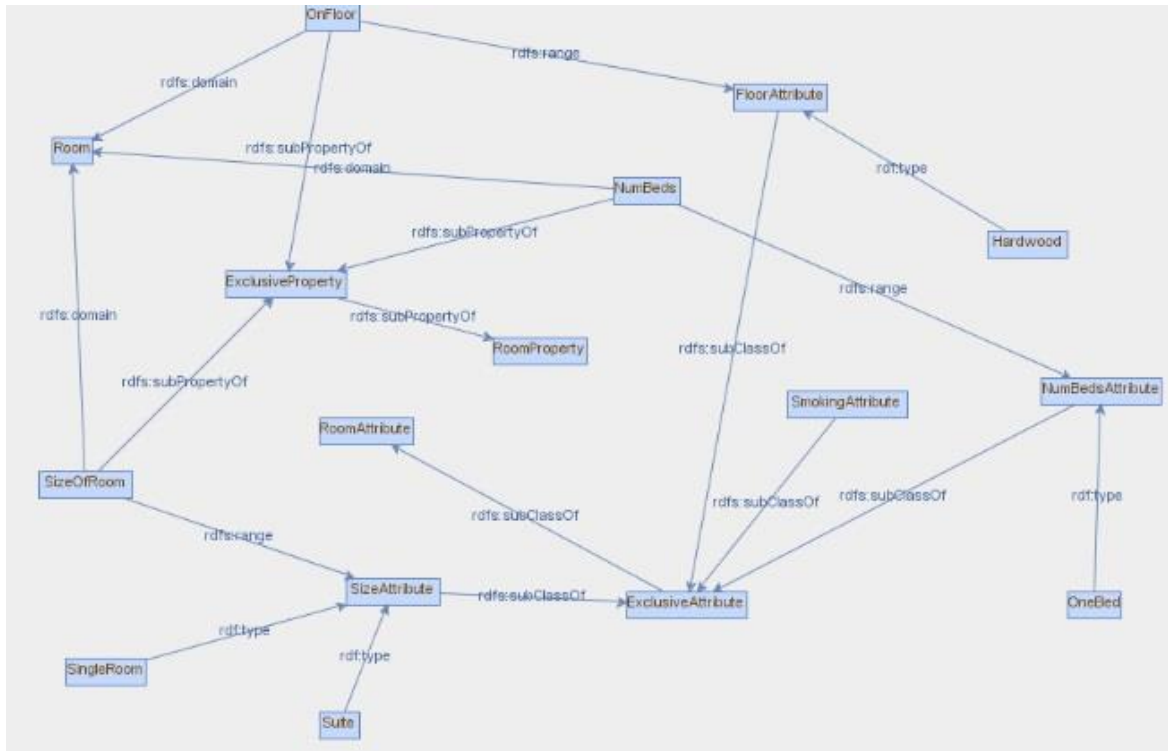 OnFloor
rdfs:range
rdfs:domain
FloorAttribute
Room
rdfs:subPropertyOf
rdfs:domain
rdf:type
NumBeds
rdfs:subPropertyOf
Hardwood
ExclusiveProperty
rdfs:range
rdfs:domain
rdfs:subPropertyOf
RoomProperty
rdfs:subClassOf
rdfs:subPropertyOf
NumBedsAttribute
SmokingAttribute
RoomAttribute
SizeOfRoom
rdfs:subClassOf
rdfs:subClassOf
rdfs:subClassOf
rdf:type
rdfs:range
SizeAttribute
rdfs:subClassOf
ExclusiveAttribute
OneBed
rdf:type
SingleRoom
rdf:type
Suite